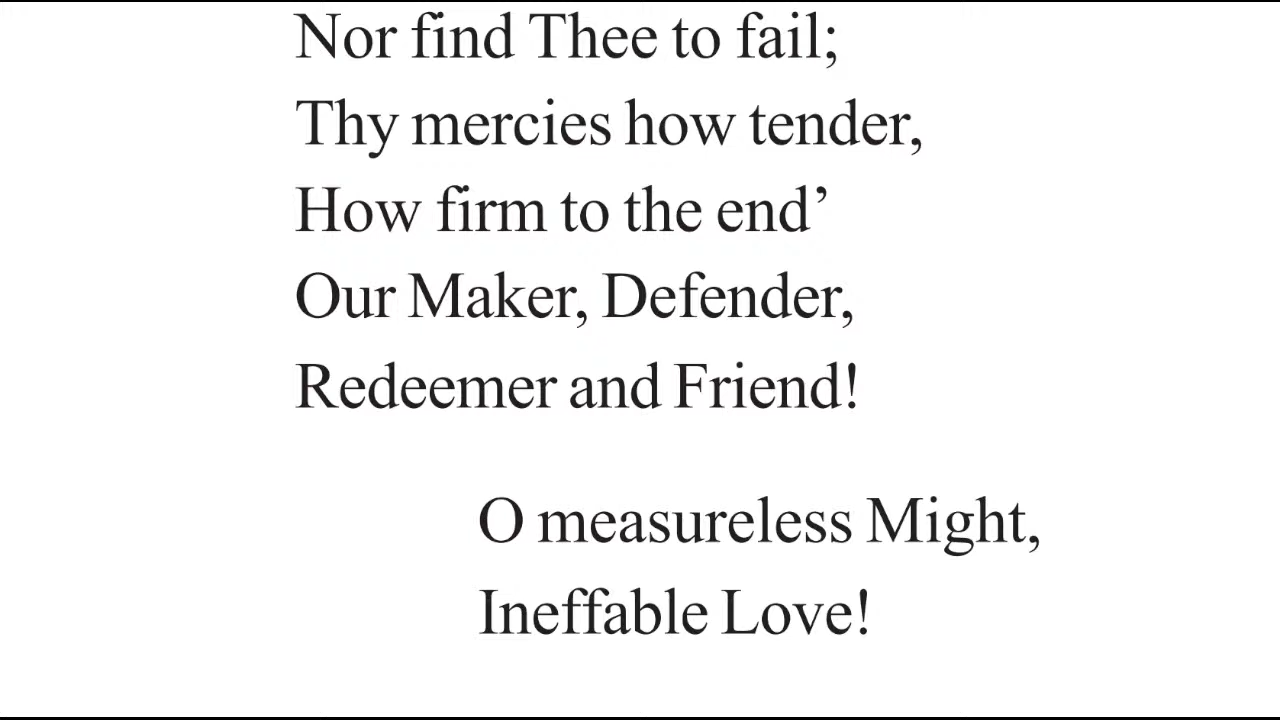 Nor find Thee to fail;
Thy mercies how tender,
How firm to the end’
Our Maker, Defender,
Redeemer and Friend!
O measureless Might,
Ineffable Love!